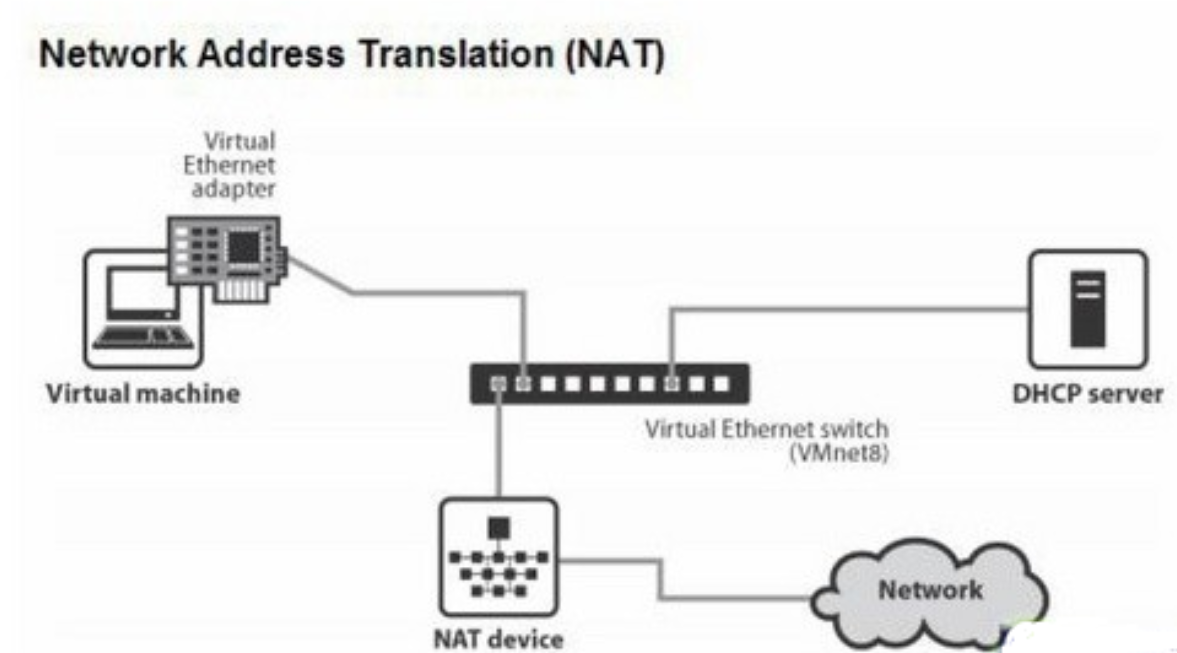 Network Address Translation (NAT)
Virtual
Ethernet
adapter
Virtual machine
DHCP server
Virtual Ethernet switch
(VMnet8)
NAT device
Network